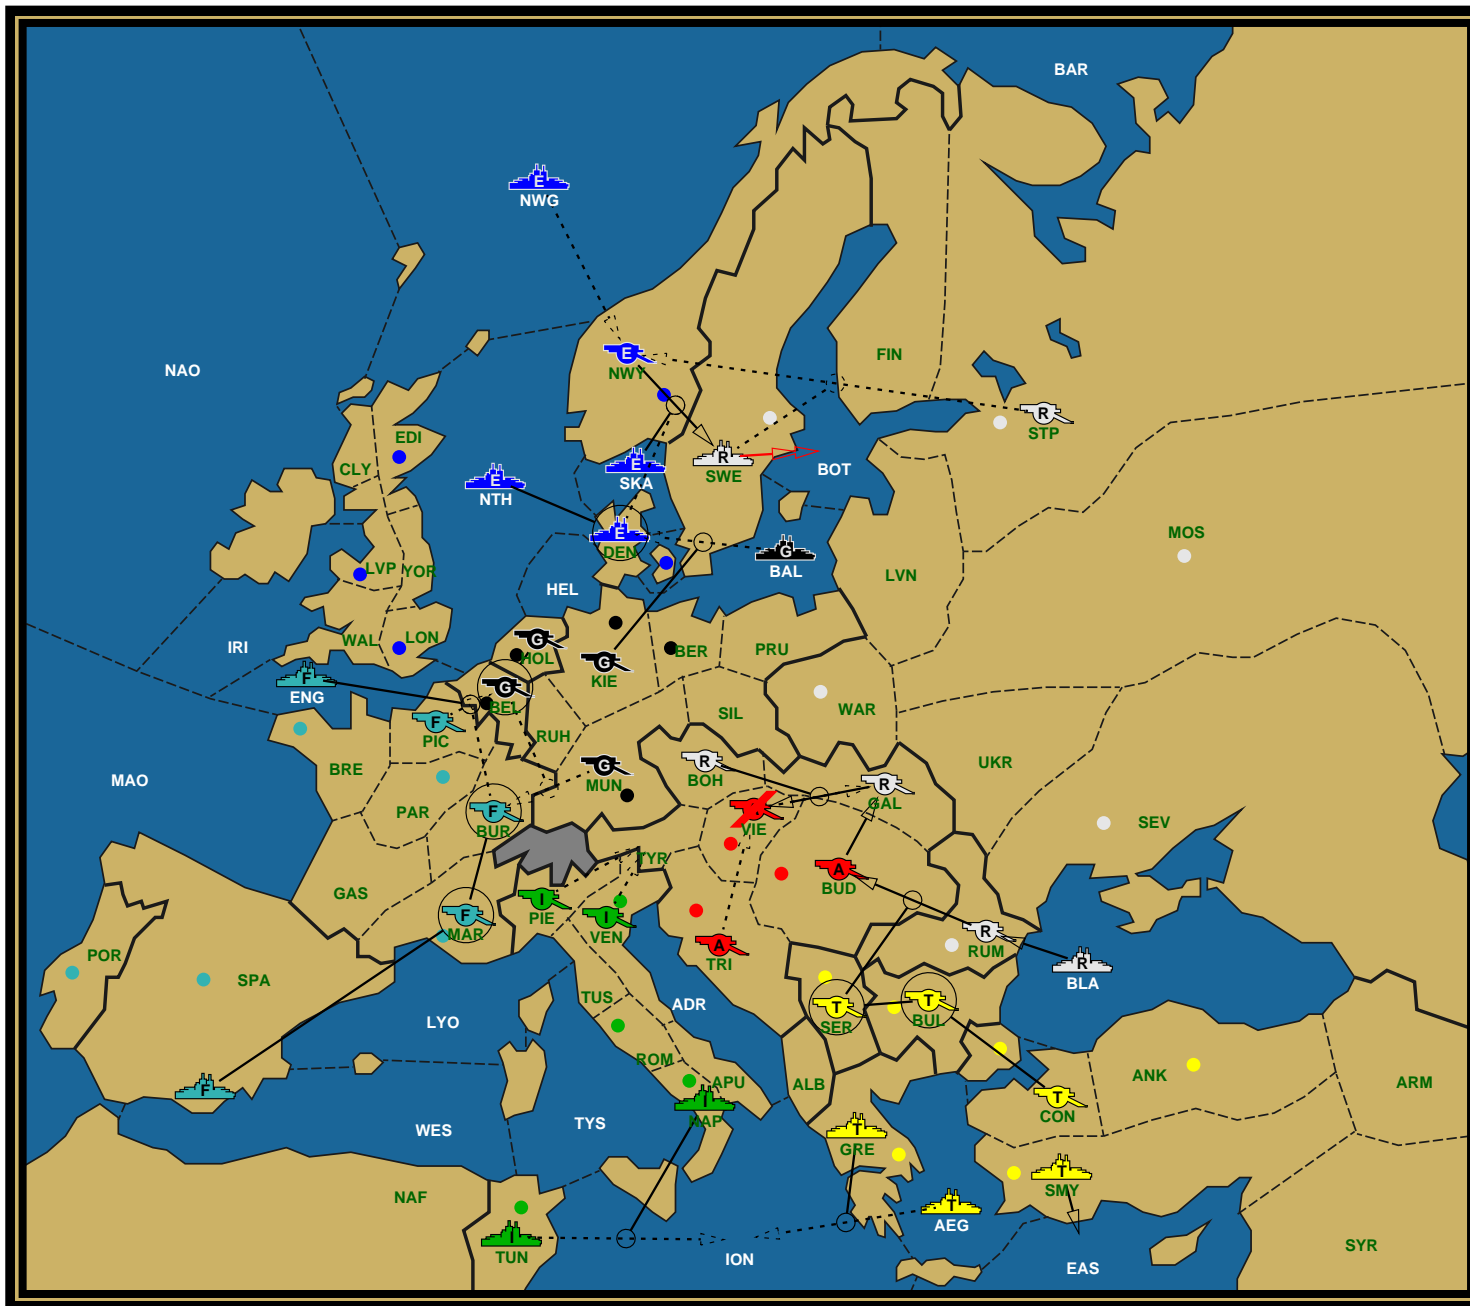 BAR
E
NWG
NAO
E
NWY
FIN
R
STP
EDI
CLY
E
SKA
R
SWE
BOT
E
NTH
E
DEN
G
BAL
MOS
LVP
YOR
HEL
LVN
IRI
WAL
LON
G
HOL
G
KIE
BER
PRU
F
ENG
G
BEL
SIL
WAR
F
PIC
RUH
BRE
G
MUN
R
BOH
R
GAL
UKR
MAO
PAR
F
BUR
VIE
SEV
GAS
TYR
A
BUD
I
PIE
I
VEN
F
MAR
A
TRI
R
RUM
R
BLA
POR
SPA
TUS
ADR
T
SER
T
BUL
LYO
ROM
APU
ALB
ANK
ARM
F
I
NAP
T
CON
WES
TYS
T
GRE
T
SMY
NAF
T
AEG
I
TUN
ION
EAS
SYR